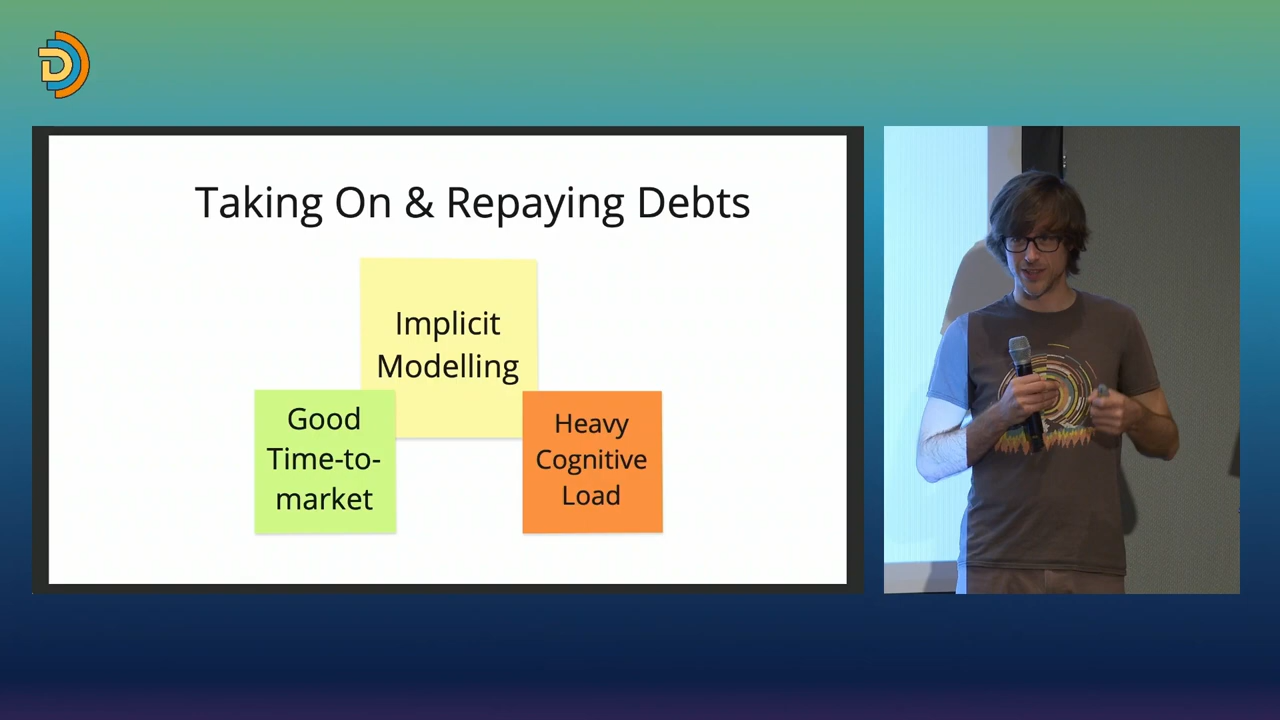 D
Taking On & Repaying Debts
Implicit
Modelling
Good
Time-to-
market
Heavy
Cognitive
Load